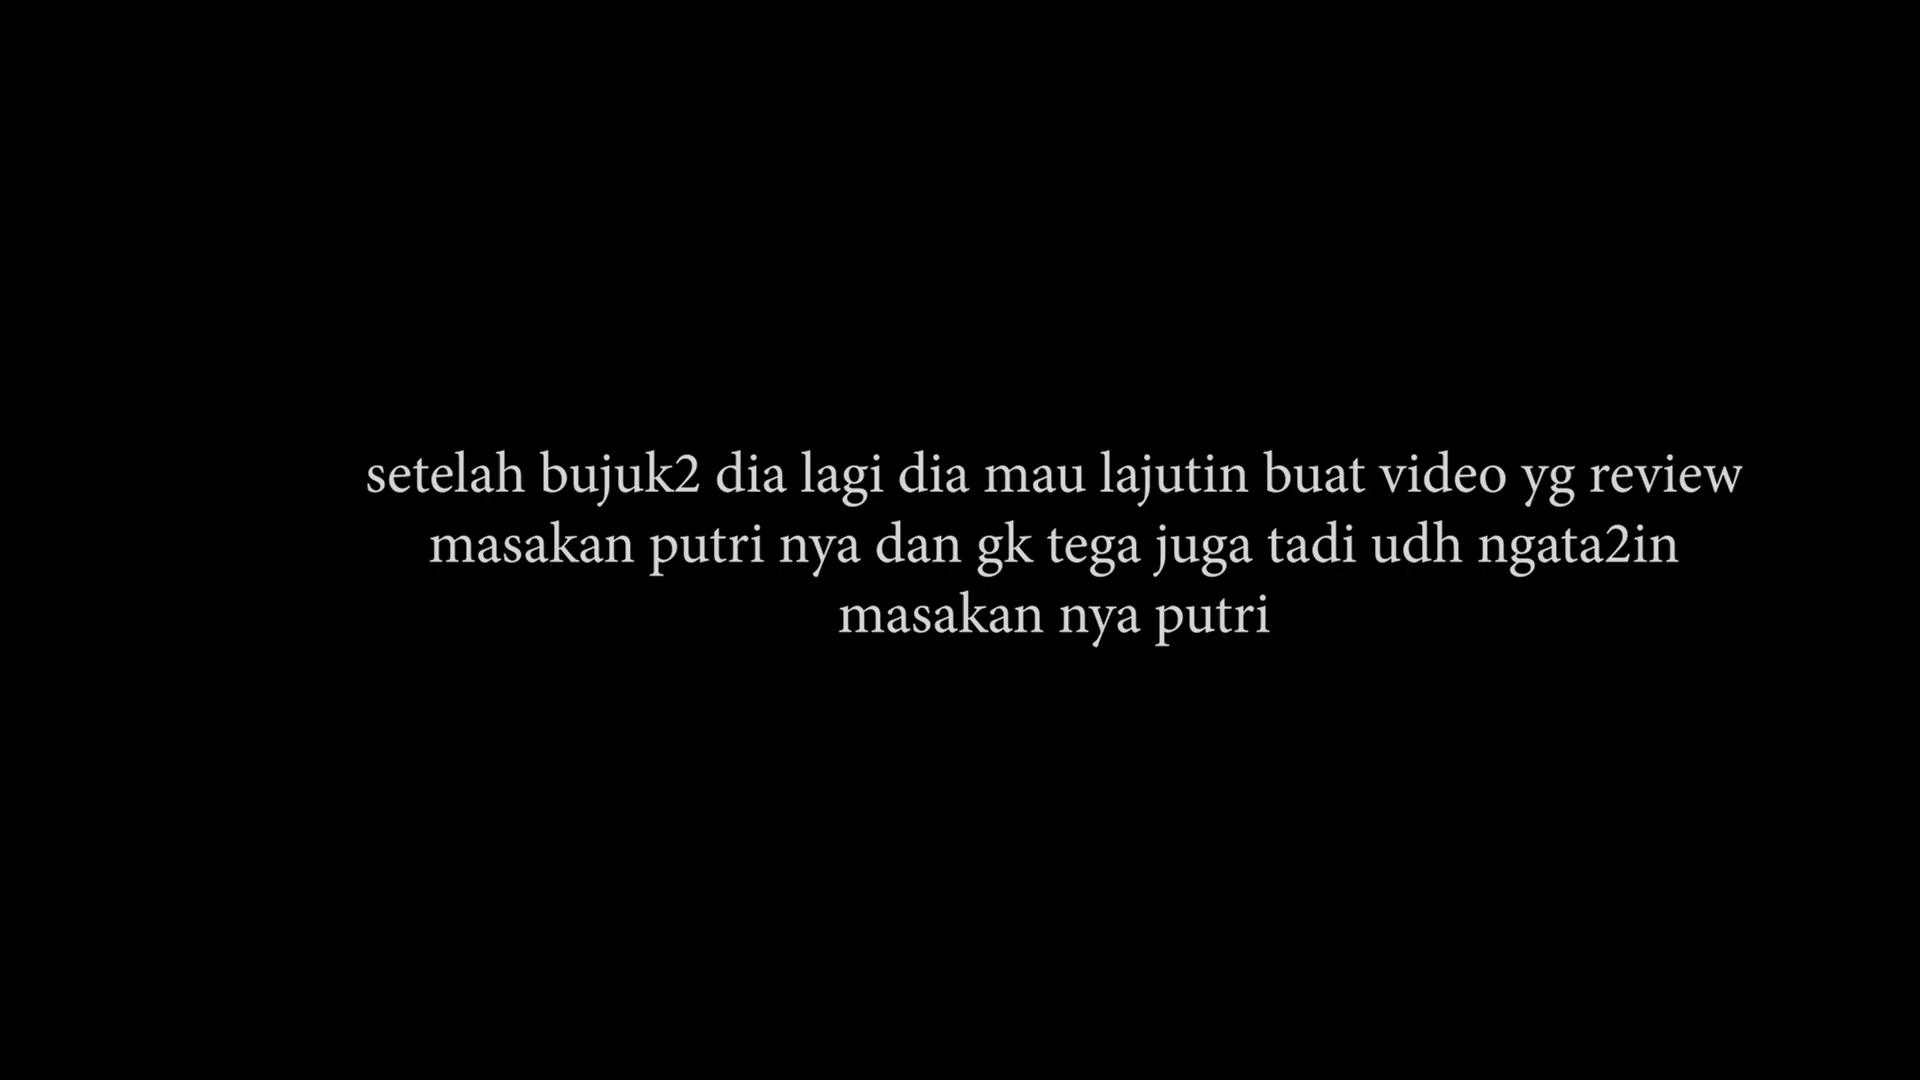 setelah bujuk2 dia lagi dia mau lajutin buat video yg review
masakan putri nya dan gk tega juga tadi udh ngata2in
masakan nya putri